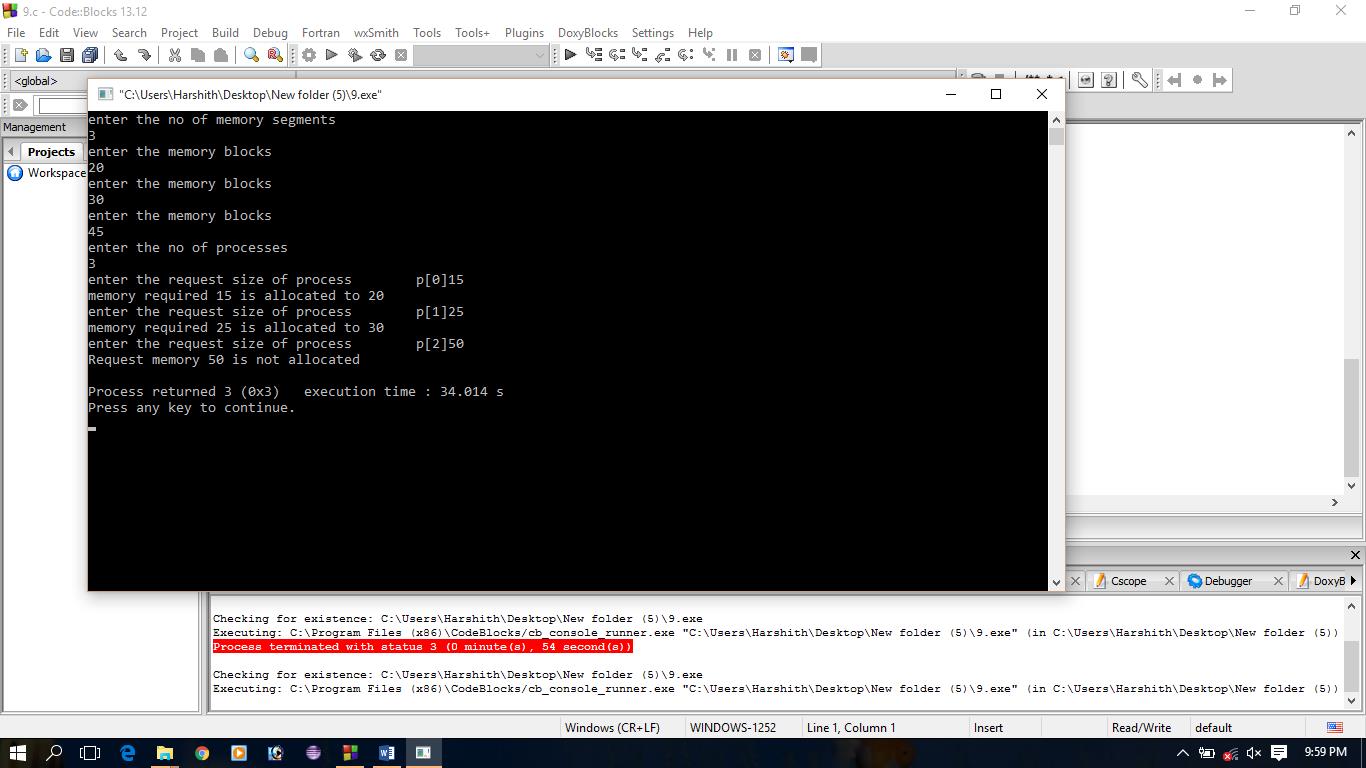 9.c - Code::Blocks 13.12
File Edit View Search Project Build Debug Fortran wxSmith Tools Tools+ Plugins DoxyBlocks Settings Help
<global>
"C:\Users\Harshith\Desktop\New folder (5)\9.exe"
Management
Projects
Workspace
enter the no of memory segments
3
enter the memory blocks
20
enter the memory blocks
30
enter the memory blocks
45
enter the no of processes
3
enter the request size of process        p[0]15
memory required 15 is allocated to 20
enter the request size of process        p[1]25
memory required 25 is allocated to 30
enter the request size of process        p[2]50
Request memory 50 is not allocated
Process returned 3 (0x3)   execution time : 34.014 s
Press any key to continue.
Cscope Debugger DoxyB
Checking for existence: C:\Users\Harshith\Desktop\New folder (5)\9.exe
Executing: C:\Program Files (x86)\CodeBlocks/cb_console_runner.exe "C:\Users\Harshith\Desktop\New folder (5)\9.exe" (in C:\Users\Harshith\Desktop\New folder (5))
Process terminated with status 3 (0 minute(s), 54 second(s))
Checking for existence: C:\Users\Harshith\Desktop\New folder (5)\9.exe
Executing: C:\Program Files (x86)\CodeBlocks/cb_console_runner.exe "C:\Users\Harshith\Desktop\New folder (5)\9.exe" (in C:\Users\Harshith\Desktop\New folder (5))
Windows (CR+LF) WINDOWS-1252 Line 1, Column 1 Insert Read/Write default
9:59 PM